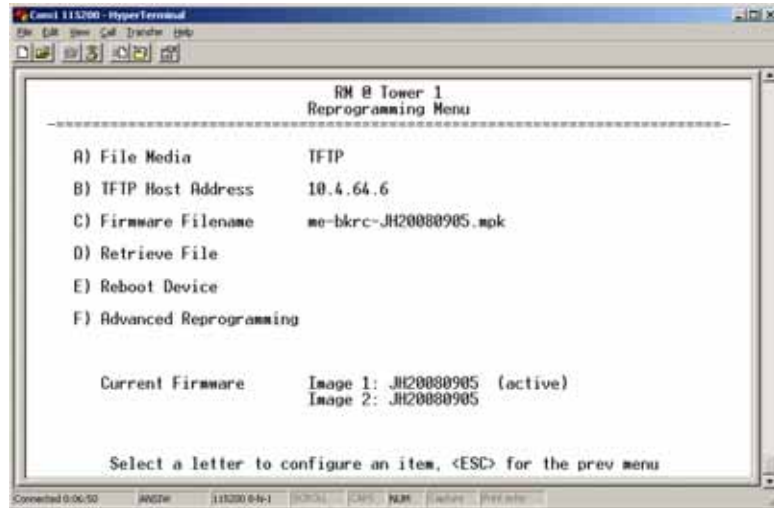 Com1 115200 - HyperTerminal
File Edit View Call Transfer Help
RM @ Tower 1
Reprogramming Menu
A) File Media TFTP
B) TFTP Host Address 10.4.64.6
C) Firmware Filename me-bkrc-JH20080905.mpk
D) Retrieve File
E) Reboot Device
F) Advanced Reprogramming
Current Firmware Image 1: JH20080905 (active)
Image 2: JH20080905
Select a letter to configure an item, <ESC> for the prev menu
Connected 0:06:50 ANSIW 115200 8-N-1 SCROLL CAPS NUM Capture Print echo